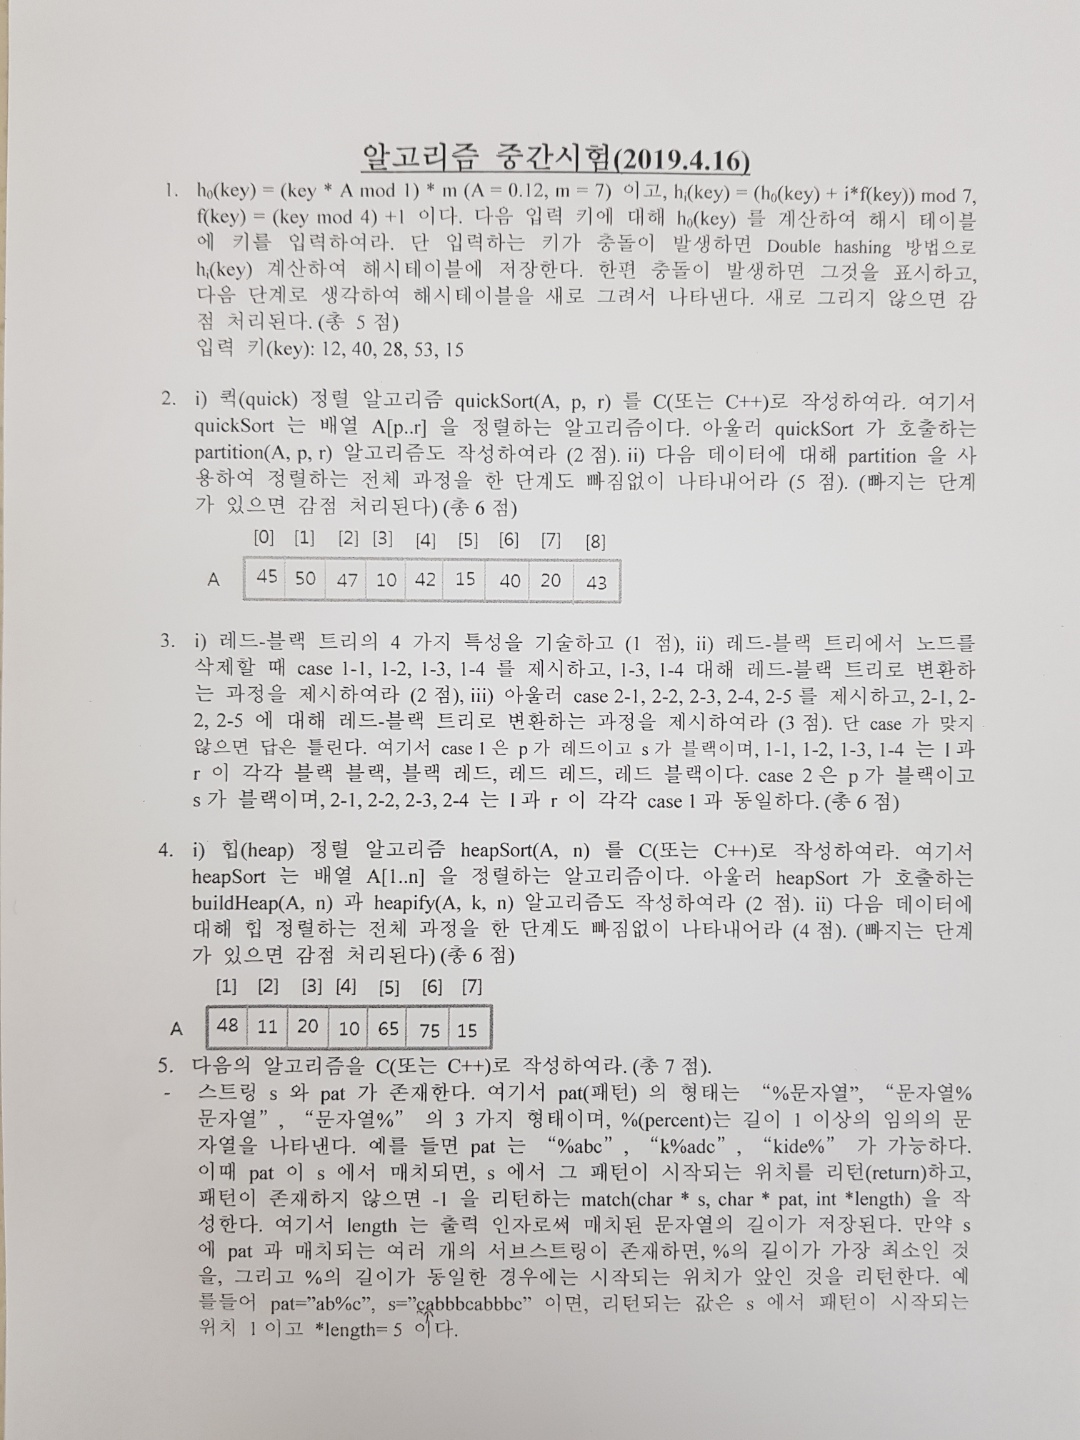 알고리즘 중간시험(2019.4.16)
1. h₀(key) = (key * A mod 1) * m (A = 0.12, m = 7) 이고, hᵢ(key) = (h₀(key) + i*f(key)) mod 7,
f(key) = (key mod 4) +1 이다. 다음 입력 키에 대해 h₀(key) 를 계산하여 해시 테이블
에 키를 입력하여라. 단 입력하는 키가 충돌이 발생하면 Double hashing 방법으로
hᵢ(key) 계산하여 해시테이블에 저장한다. 한편 충돌이 발생하면 그것을 표시하고,
다음 단계로 생각하여 해시테이블을 새로 그려서 나타낸다. 새로 그리지 않으면 감
점 처리된다. (총 5 점)
입력 키(key): 12, 40, 28, 53, 15
2. i) 퀵(quick) 정렬 알고리즘 quickSort(A, p, r) 를 C(또는 C++)로 작성하여라. 여기서
quickSort 는 배열 A[p..r] 을 정렬하는 알고리즘이다. 아울러 quickSort 가 호출하는
partition(A, p, r) 알고리즘도 작성하여라 (2 점). ii) 다음 데이터에 대해 partition 을 사
용하여 정렬하는 전체 과정을 한 단계도 빠짐없이 나타내어라 (5 점). (빠지는 단계
가 있으면 감점 처리된다) (총 6 점)
[0] [1] [2] [3] [4] [5] [6] [7] [8]
A 45 50 47 10 42 15 40 20 43
3. i) 레드-블랙 트리의 4 가지 특성을 기술하고 (1 점), ii) 레드-블랙 트리에서 노드를
삭제할 때 case 1-1, 1-2, 1-3, 1-4 를 제시하고, 1-3, 1-4 대해 레드-블랙 트리로 변환하
는 과정을 제시하여라 (2 점), iii) 아울러 case 2-1, 2-2, 2-3, 2-4, 2-5 를 제시하고, 2-1, 2-
2, 2-5 에 대해 레드-블랙 트리로 변환하는 과정을 제시하여라 (3 점). 단 case 가 맞지
않으면 답은 틀린다. 여기서 case 1 은 p 가 레드이고 s 가 블랙이며, 1-1, 1-2, 1-3, 1-4 는 l 과
r 이 각각 블랙 블랙, 블랙 레드, 레드 레드, 레드 블랙이다. case 2 은 p 가 블랙이고
s 가 블랙이며, 2-1, 2-2, 2-3, 2-4 는 l 과 r 이 각각 case 1 과 동일하다. (총 6 점)
4. i) 힙(heap) 정렬 알고리즘 heapSort(A, n) 를 C(또는 C++)로 작성하여라. 여기서
heapSort 는 배열 A[1..n] 을 정렬하는 알고리즘이다. 아울러 heapSort 가 호출하는
buildHeap(A, n) 과 heapify(A, k, n) 알고리즘도 작성하여라 (2 점). ii) 다음 데이터에
대해 힙 정렬하는 전체 과정을 한 단계도 빠짐없이 나타내어라 (4 점). (빠지는 단계
가 있으면 감점 처리된다) (총 6 점)
[1] [2] [3] [4] [5] [6] [7]
A 48 11 20 10 65 75 15
5. 다음의 알고리즘을 C(또는 C++)로 작성하여라. (총 7 점).
- 스트링 s 와 pat 가 존재한다. 여기서 pat(패턴) 의 형태는 “%문자열”, “문자열%
문자열” , “문자열%” 의 3 가지 형태이며, %(percent)는 길이 1 이상의 임의의 문
자열을 나타낸다. 예를 들면 pat 는 “%abc” , “k%adc” , “kide%” 가 가능하다.
이때 pat 이 s 에서 매치되면, s 에서 그 패턴이 시작되는 위치를 리턴(return)하고,
패턴이 존재하지 않으면 -1 을 리턴하는 match(char * s, char * pat, int *length) 을 작
성한다. 여기서 length 는 출력 인자로써 매치된 문자열의 길이가 저장된다. 만약 s
에 pat 과 매치되는 여러 개의 서브스트링이 존재하면, %의 길이가 가장 최소인 것
을, 그리고 %의 길이가 동일한 경우에는 시작되는 위치가 앞인 것을 리턴한다. 예
를들어 pat=”ab%c”, s=”cabbbcabbbc” 이면, 리턴되는 값은 s 에서 패턴이 시작되는
위치 1 이고 *length= 5 이다.